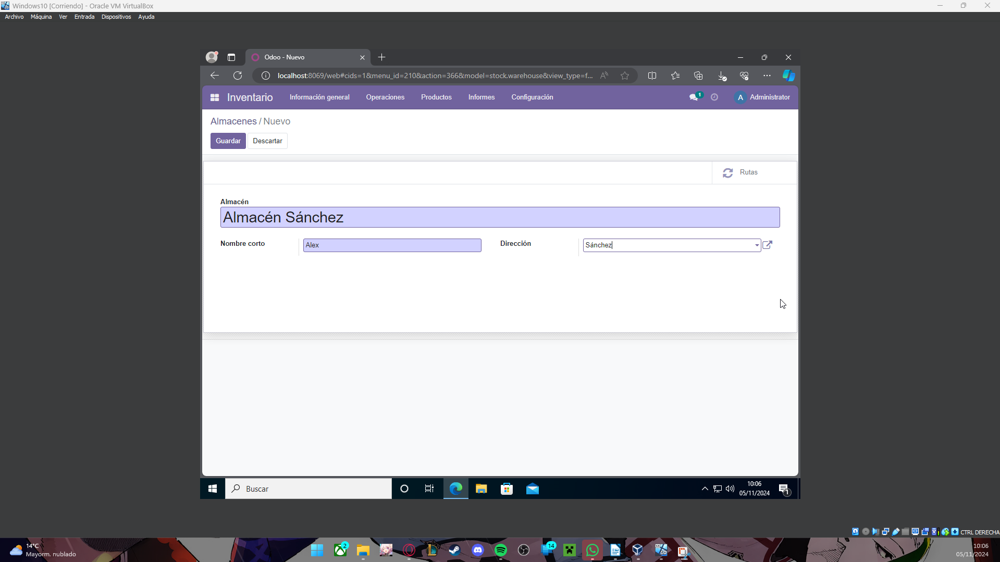 Windows10 [Corriendo] - Oracle VM VirtualBox
Archivo Máquina Ver Entrada Dispositivos Ayuda
Odoo - Nuevo
localhost:8069/web#cids=1&menu_id=210&action=366&model=stock.warehouse&view_type=f...
Inventario Información general Operaciones Productos Informes Configuración 1 A Administrator
Almacenes / Nuevo
Guardar Descartar
Rutas
Almacén
Almacén Sánchez
Nombre corto Alex Dirección Sánchez
Buscar
10:06
05/11/2024
1
CTRL DERECHA
14°C
Mayorm. nublado
2
14
10:06
05/11/2024